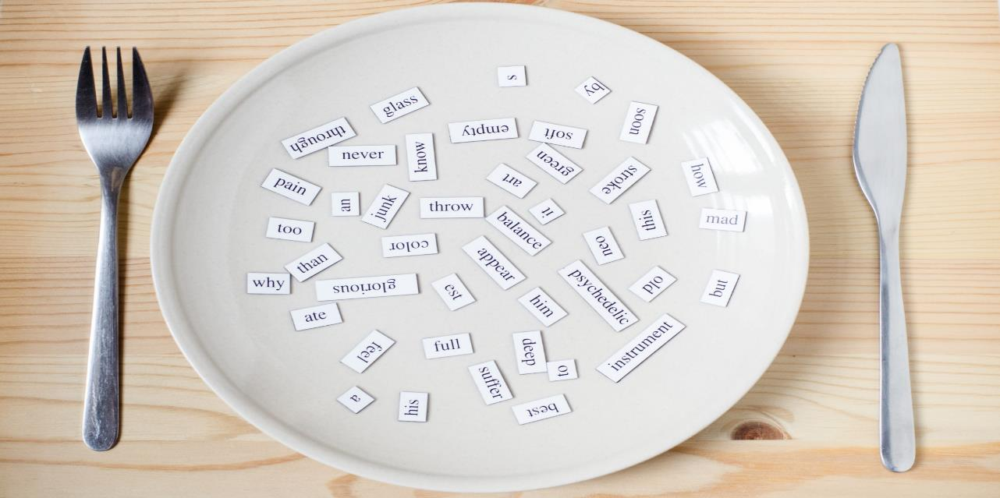 s
by
glass
soon
through
never
know
empty
soft
green
art
stroke
how
pain
an
junk
throw
it
balance
this
mad
too
color
neo
than
appear
why
glorious
est
psychedelic
old
but
ate
him
feel
full
deep
to
instrument
suffer
a
his
best